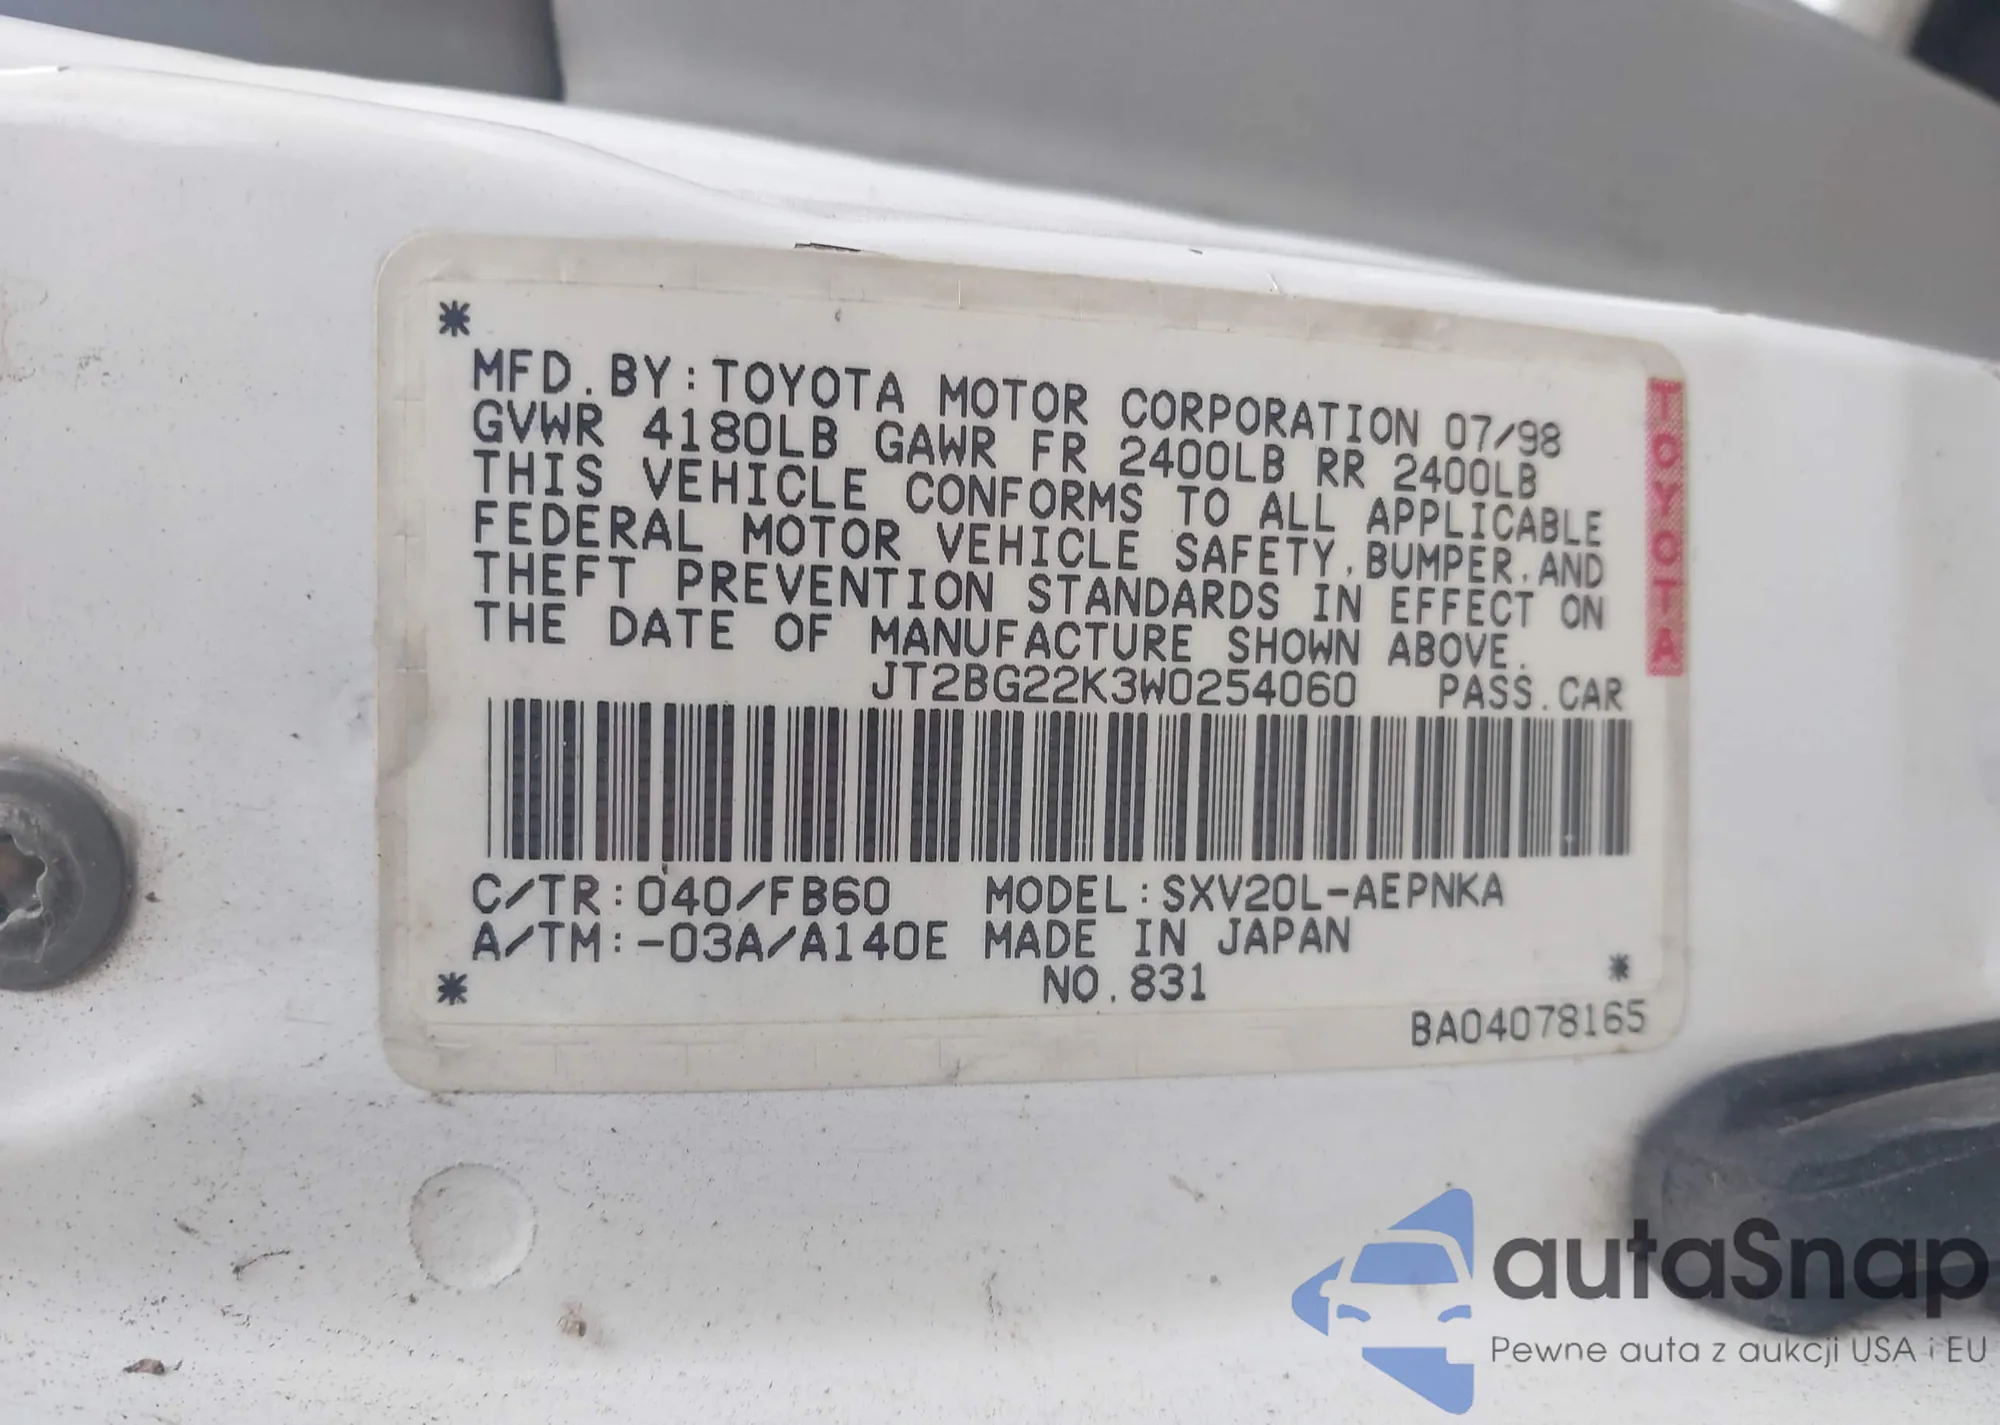 *
MFD.BY:TOYOTA MOTOR CORPORATION 07/98
GVWR 4180LB GAWR FR 2400LB RR 2400LB
THIS VEHICLE CONFORMS TO ALL APPLICABLE
FEDERAL MOTOR VEHICLE SAFETY,BUMPER,AND
THEFT PREVENTION STANDARDS IN EFFECT ON
THE DATE OF MANUFACTURE SHOWN ABOVE.
JT2BG22K3W0254060 PASS.CAR
TOYOTA
C/TR:040/FB60 MODEL:SXV20L-AEPNKA
A/TM:-03A/A140E MADE IN JAPAN
* NO.831 *
BA04078165
autaSnap
Pewne auta z aukcji USA i EU